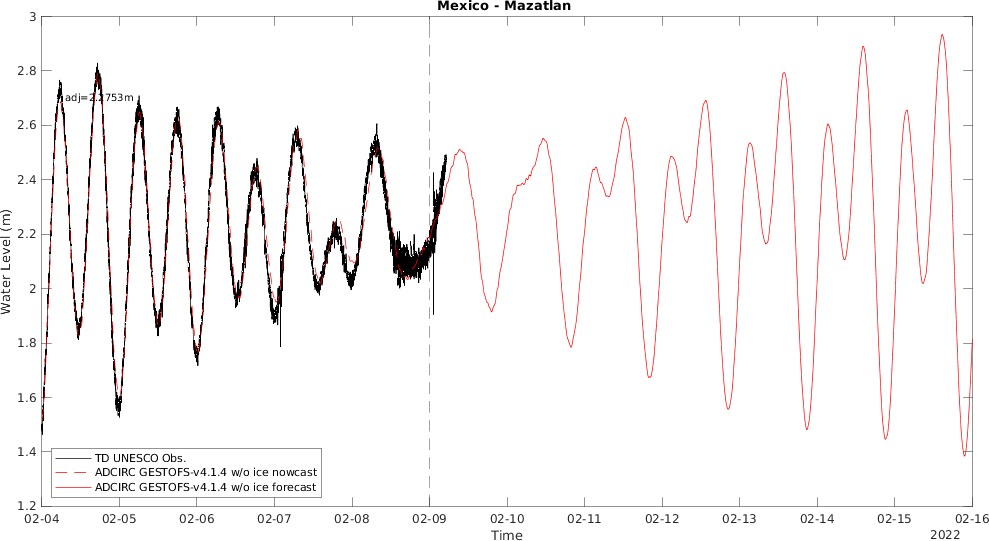 Mexico - Mazatlan
3
2.8
2.6
2.4
2.2
2
1.8
1.6
1.4
1.2
Water Level (m)
adj=2.2753m
TD UNESCO Obs.
ADCIRC GESTOFS-v4.1.4 w/o ice nowcast
ADCIRC GESTOFS-v4.1.4 w/o ice forecast
02-04 02-05 02-06 02-07 02-08 02-09 02-10 02-11 02-12 02-13 02-14 02-15 02-16
Time
2022